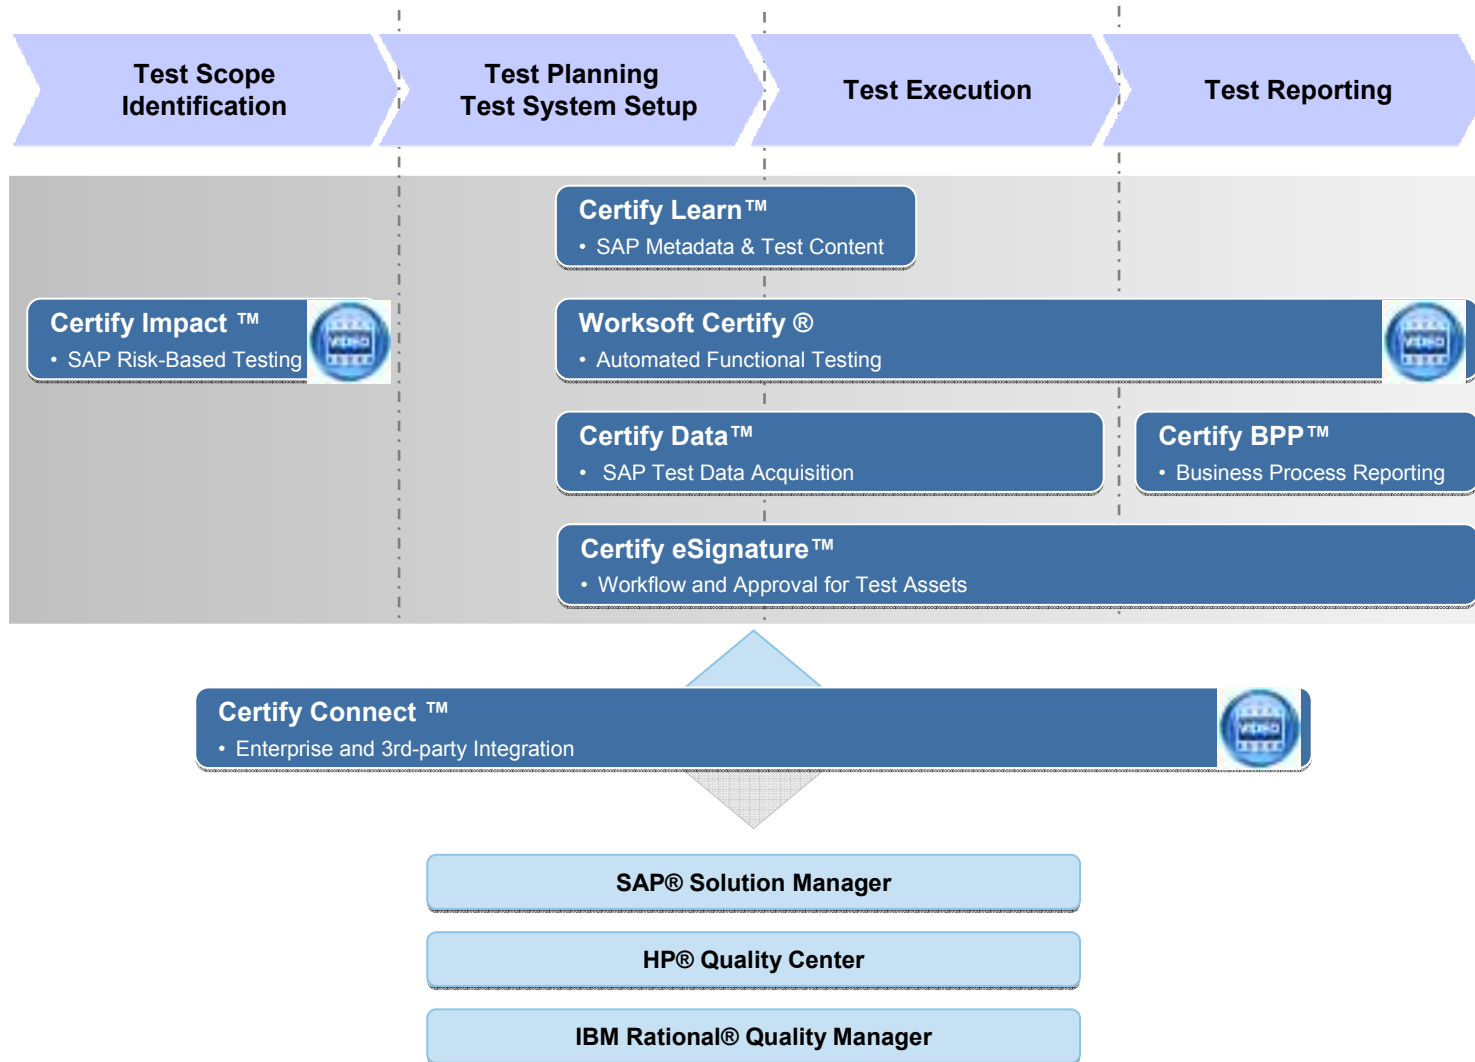 Test Scope
Identification
Test Planning
Test System Setup
Test Execution
Test Reporting
Certify Learn™
• SAP Metadata & Test Content
Certify Impact ™
• SAP Risk-Based Testing
VIDEO
Worksoft Certify ®
• Automated Functional Testing
VIDEO
Certify Data™
• SAP Test Data Acquisition
Certify BPP™
• Business Process Reporting
Certify eSignature™
• Workflow and Approval for Test Assets
Certify Connect ™
• Enterprise and 3rd-party Integration
VIDEO
SAP® Solution Manager
HP® Quality Center
IBM Rational® Quality Manager